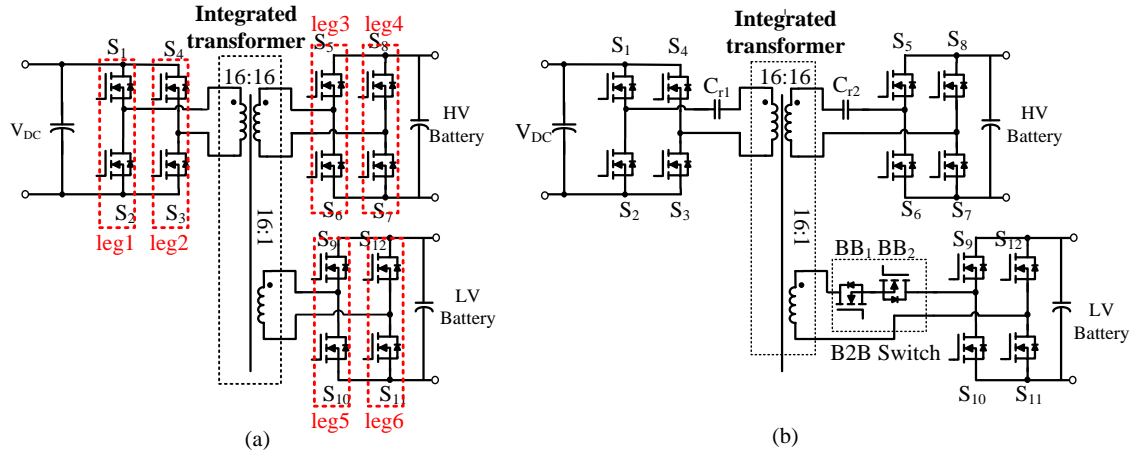 Integrated
transformer
leg3 leg4
S1 S4
S5 S8
16:16
VDC
HV
Battery
S2 S3
leg1 leg2
S6 S7
16:1
S9 S12
LV
Battery
S10 S11
leg5 leg6
(a)
Integrated
transformer
S1 S4
S5 S8
Cr1 16:16 Cr2
VDC
HV
Battery
S2 S3
S6 S7
16:1
S9 S12
BB1 BB2
LV
Battery
B2B Switch
S10 S11
(b)